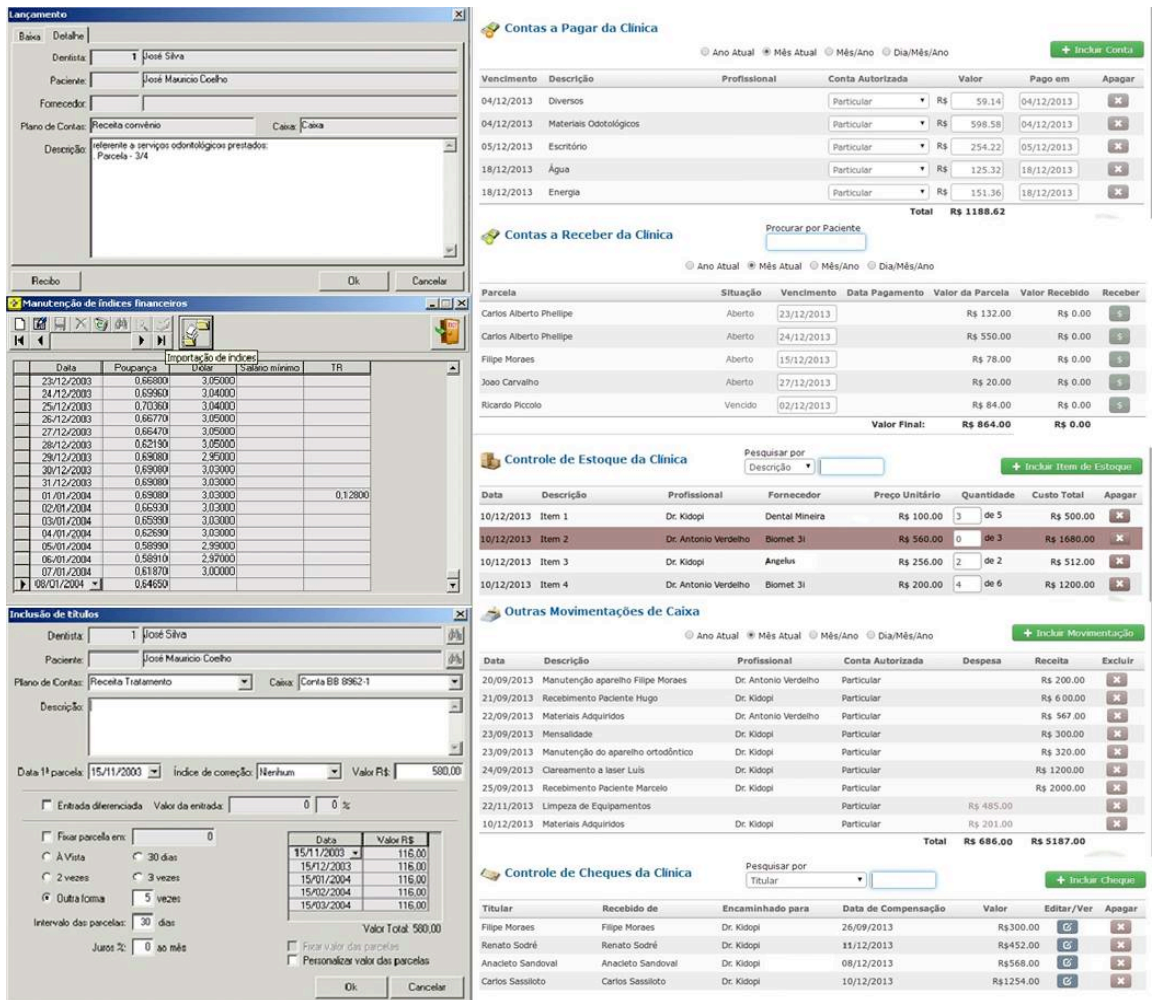 Lançamento
Baixa Detalhe
Dentista: 1 José Silva
Paciente: José Mauricio Coelho
Fornecedor:
Plano de Contas: Receita convênio Caixa: Caixa
Descrição: referente a serviços odontológicos prestados:
. Parcela - 3/4
Recibo Ok Cancelar
Manutenção de índices financeiros
Importação de índices
Data Poupança Dólar Salário mínimo TR
23/12/2003 0,66800 3,05000
24/12/2003 0,69960 3,04000
25/12/2003 0,70360 3,04000
26/12/2003 0,66770 3,05000
27/12/2003 0,66470 3,05000
28/12/2003 0,62190 3,05000
29/12/2003 0,69080 2,95000
30/12/2003 0,69080 3,03000
31/12/2003 0,69080 3,03000
01/01/2004 0,69080 3,03000 0,12800
02/01/2004 0,66930 3,03000
03/01/2004 0,65990 3,03000
04/01/2004 0,62690 3,03000
05/01/2004 0,58990 2,99000
06/01/2004 0,58910 2,97000
07/01/2004 0,61870 3,00000
08/01/2004 0,64650
Inclusão de títulos
Dentista: 1 José Silva
Paciente: José Mauricio Coelho
Plano de Contas: Receita Tratamento Caixa: Conta BB 8962-1
Descrição:
Data 1ª parcela: 15/11/2003 Índice de correção: Nenhum Valor R$: 580,00
Entrada diferenciada Valor da entrada: 0 0 %
Fixar parcela em: 0
À Vista 30 dias
2 vezes 3 vezes
Outra forma 5 vezes
Intervalo das parcelas: 30 dias
Juros %: 0 ao mês
Data Valor R$
15/11/2003 116,00
15/12/2003 116,00
15/01/2004 116,00
15/02/2004 116,00
15/03/2004 116,00
Valor Total: 580,00
Fixar valor das parcelas
Personalizar valor das parcelas
Ok Cancelar
Contas a Pagar da Clínica
Ano Atual Mês Atual Mês/Ano Dia/Mês/Ano + Incluir Conta
Vencimento Descrição Profissional Conta Autorizada Valor Pago em Apagar
04/12/2013 Diversos Particular R$ 59.14 04/12/2013
04/12/2013 Materiais Odotológicos Particular R$ 598.58 04/12/2013
05/12/2013 Escritório Particular R$ 254.22 05/12/2013
18/12/2013 Água Particular R$ 125.32 18/12/2013
18/12/2013 Energia Particular R$ 151.36 18/12/2013
Total R$ 1188.62
Contas a Receber da Clínica Procurar por Paciente
Ano Atual Mês Atual Mês/Ano Dia/Mês/Ano
Parcela Situação Vencimento Data Pagamento Valor da Parcela Valor Recebido Receber
Carlos Alberto Phellipe Aberto 23/12/2013 R$ 132.00 R$ 0.00 $
Carlos Alberto Phellipe Aberto 24/12/2013 R$ 550.00 R$ 0.00 $
Filipe Moraes Aberto 15/12/2013 R$ 78.00 R$ 0.00 $
Joao Carvalho Aberto 27/12/2013 R$ 20.00 R$ 0.00 $
Ricardo Piccolo Vencido 02/12/2013 R$ 84.00 R$ 0.00 $
Valor Final: R$ 864.00 R$ 0.00
Controle de Estoque da Clínica Pesquisar por Descrição + Incluir Item de Estoque
Data Descrição Profissional Fornecedor Preço Unitário Quantidade Custo Total Apagar
10/12/2013 Item 1 Dr. Kidopi Dental Mineira R$ 100.00 3 de 5 R$ 500.00
10/12/2013 Item 2 Dr. Antonio Verdelho Biomet 3i R$ 560.00 0 de 3 R$ 1680.00
10/12/2013 Item 3 Dr. Kidopi Angelus R$ 256.00 2 de 2 R$ 512.00
10/12/2013 Item 4 Dr. Antonio Verdelho Biomet 3i R$ 200.00 4 de 6 R$ 1200.00
Outras Movimentações de Caixa
Ano Atual Mês Atual Mês/Ano Dia/Mês/Ano + Incluir Movimentação
Data Descrição Profissional Conta Autorizada Despesa Receita Excluir
20/09/2013 Manutenção aparelho Filipe Moraes Dr. Antonio Verdelho Particular R$ 200.00
21/09/2013 Recebimento Paciente Hugo Dr. Kidopi Particular R$ 600.00
22/09/2013 Materiais Adquiridos Dr. Antonio Verdelho Particular R$ 567.00
23/09/2013 Mensalidade Dr. Kidopi Particular R$ 300.00
23/09/2013 Manutenção do aparelho ortodôntico Dr. Kidopi Particular R$ 320.00
24/09/2013 Clareamento a laser Luís Dr. Kidopi Particular R$ 1200.00
25/09/2013 Recebimento Paciente Marcelo Dr. Kidopi Particular R$ 2000.00
22/11/2013 Limpeza de Equipamentos Particular R$ 485.00
10/12/2013 Materiais Adquiridos Dr. Kidopi Particular R$ 201.00
Total R$ 686.00 R$ 5187.00
Controle de Cheques da Clínica Pesquisar por Titular + Incluir Cheque
Titular Recebido de Encaminhado para Data de Compensação Valor Editar/Ver Apagar
Filipe Moraes Filipe Moraes Dr. Kidopi 26/09/2013 R$300.00
Renato Sodré Renato Sodré Dr. Kidopi 11/12/2013 R$452.00
Anacleto Sandoval Anacleto Sandoval Dr. Kidopi 08/12/2013 R$568.00
Carlos Sassiloto Carlos Sassiloto Dr. Kidopi 10/12/2013 R$1254.00